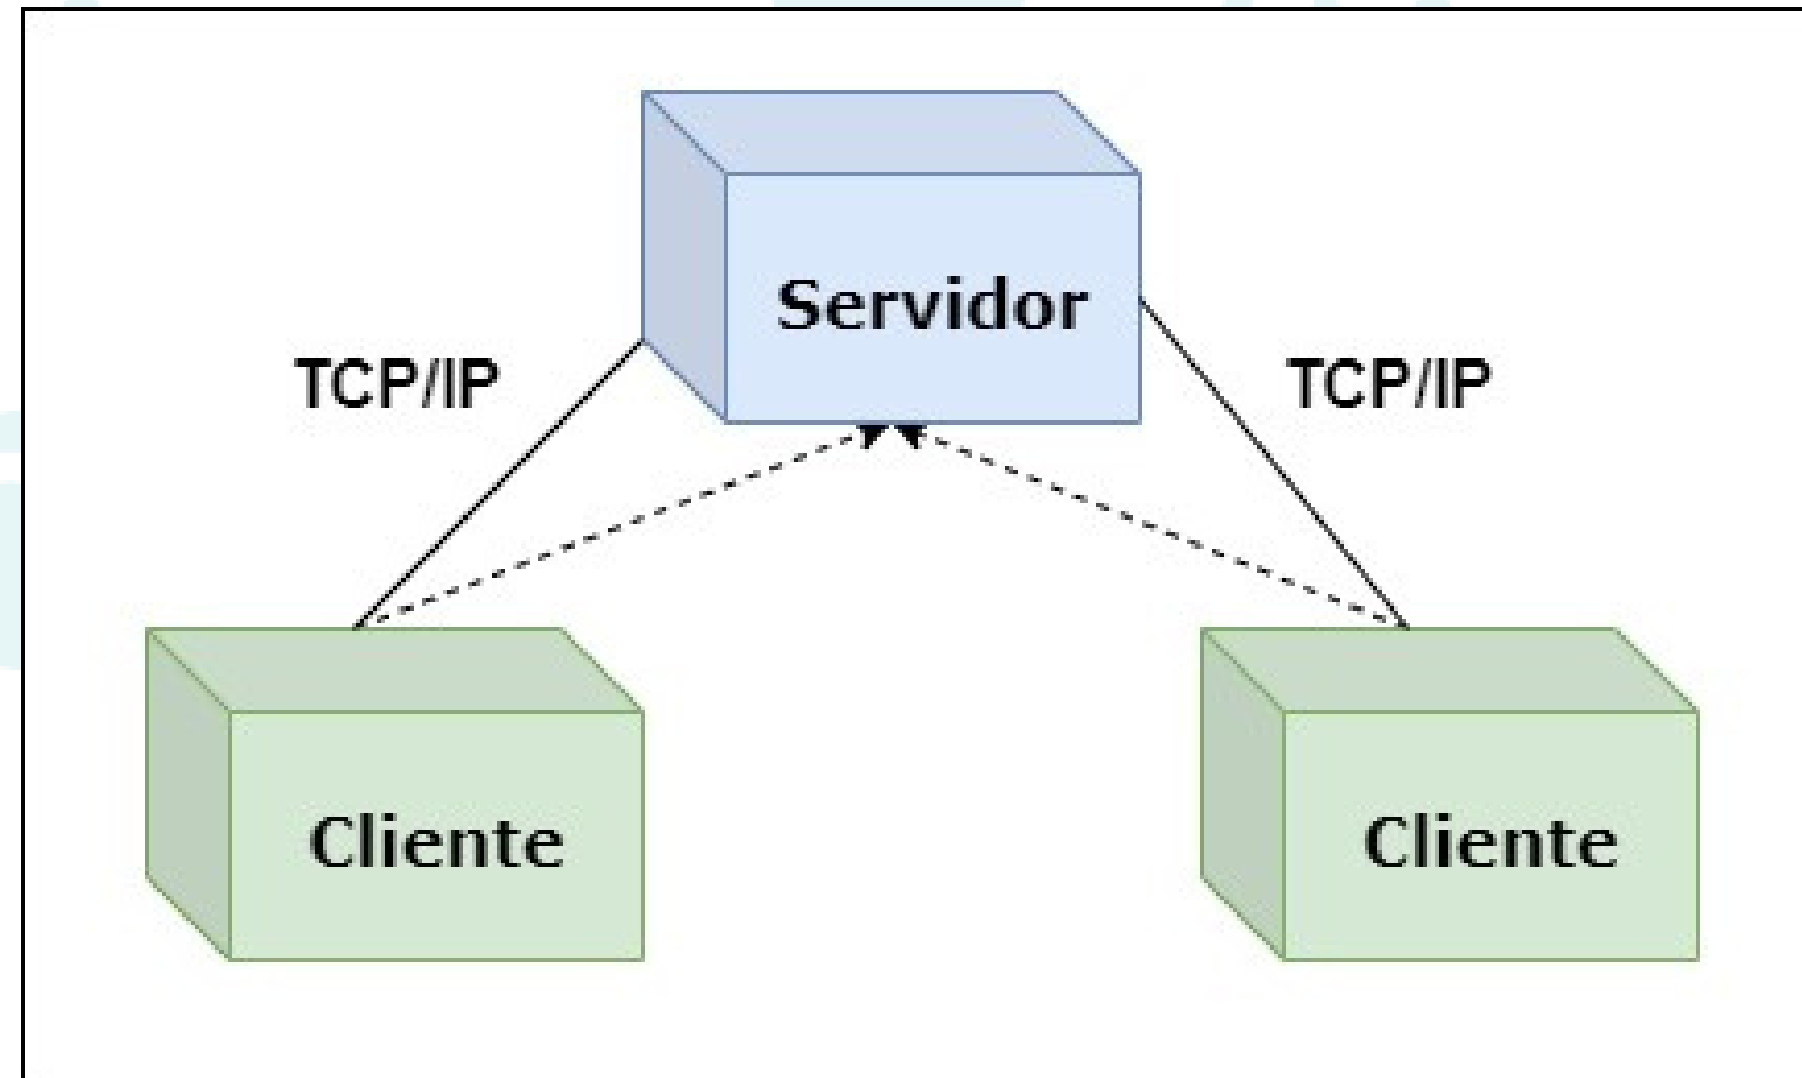 Servidor
TCP/IP
TCP/IP
Cliente
Cliente